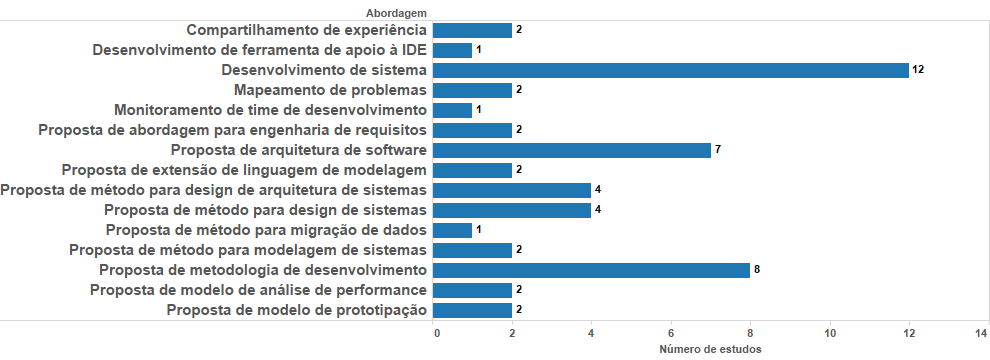 Abordagem
Compartilhamento de experiência 2
Desenvolvimento de ferramenta de apoio à IDE 1
Desenvolvimento de sistema 12
Mapeamento de problemas 2
Monitoramento de time de desenvolvimento 1
Proposta de abordagem para engenharia de requisitos 2
Proposta de arquitetura de software 7
Proposta de extensão de linguagem de modelagem 2
Proposta de método para design de arquitetura de sistemas 4
Proposta de método para design de sistemas 4
Proposta de método para migração de dados 1
Proposta de método para modelagem de sistemas 2
Proposta de metodologia de desenvolvimento 8
Proposta de modelo de análise de performance 2
Proposta de modelo de prototipação 2
0 2 4 6 8 10 12 14
Número de estudos